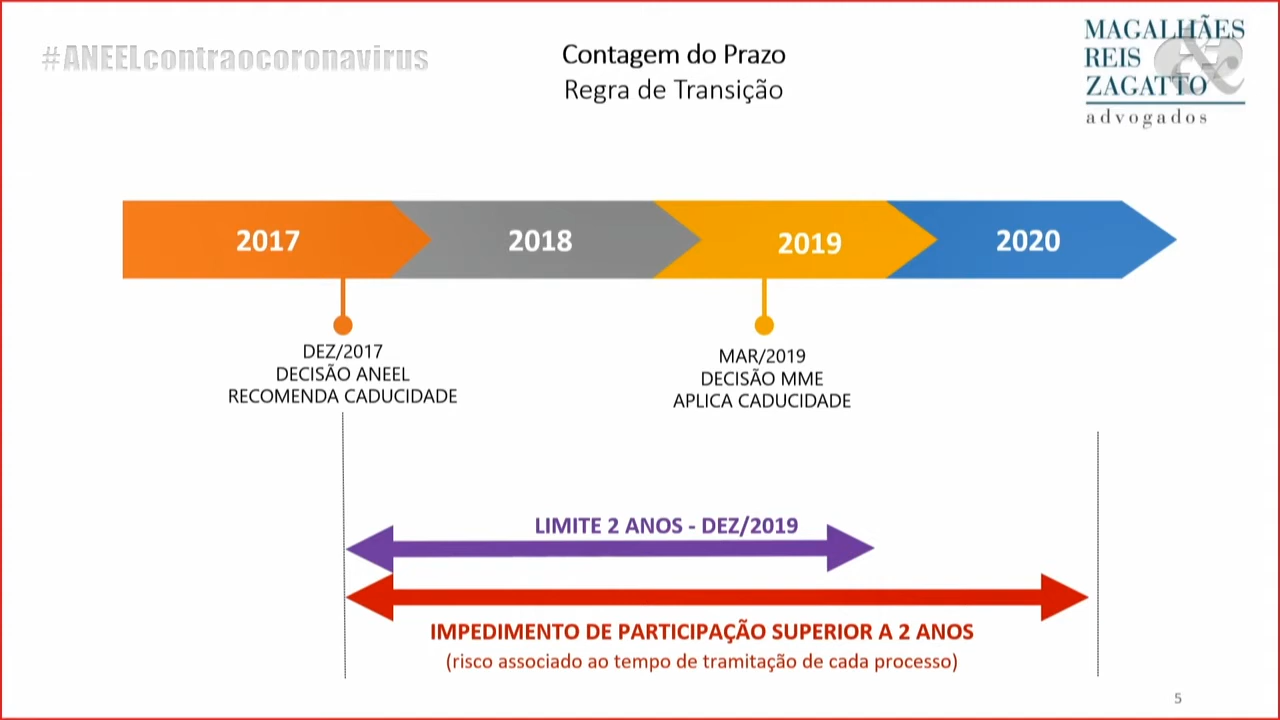 #ANEELcontraocoronavirus
Contagem do Prazo
Regra de Transição
MAGALHÃES
REIS
ZAGATTO
&
advogados
2017
2018
2019
2020
DEZ/2017
DECISÃO ANEEL
RECOMENDA CADUCIDADE
MAR/2019
DECISÃO MME
APLICA CADUCIDADE
LIMITE 2 ANOS - DEZ/2019
IMPEDIMENTO DE PARTICIPAÇÃO SUPERIOR A 2 ANOS
(risco associado ao tempo de tramitação de cada processo)
5